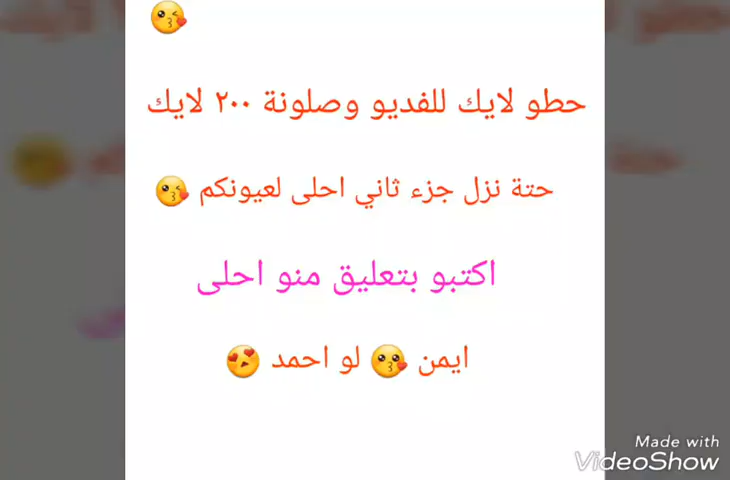 😘
حطو لايك للفديو وصلونة ٢٠٠ لايك
حتة نزل جزء ثاني احلى لعيونكم 😘
اكتبو بتعليق منو احلى
ايمن 😘 لو احمد 😍
Made with
VideoShow